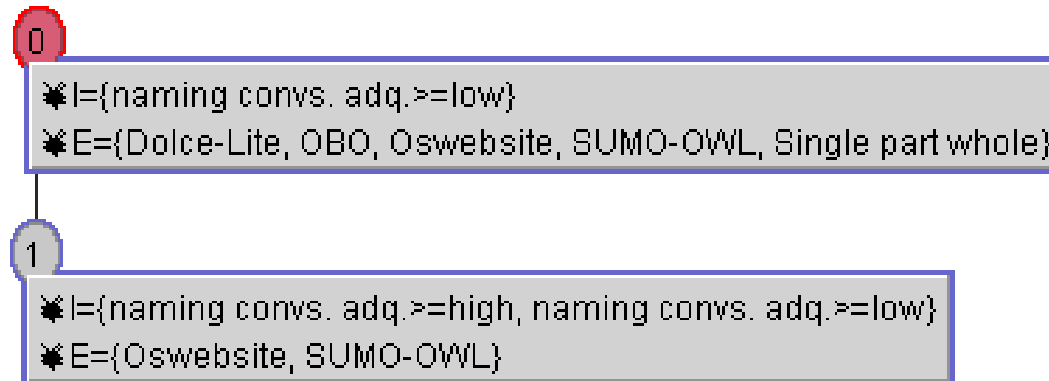 0
I={naming convs. adq.>=low}
E={Dolce-Lite, OBO, Oswebsite, SUMO-OWL, Single part whole}
1
I={naming convs. adq.>=high, naming convs. adq.>=low}
E={Oswebsite, SUMO-OWL}